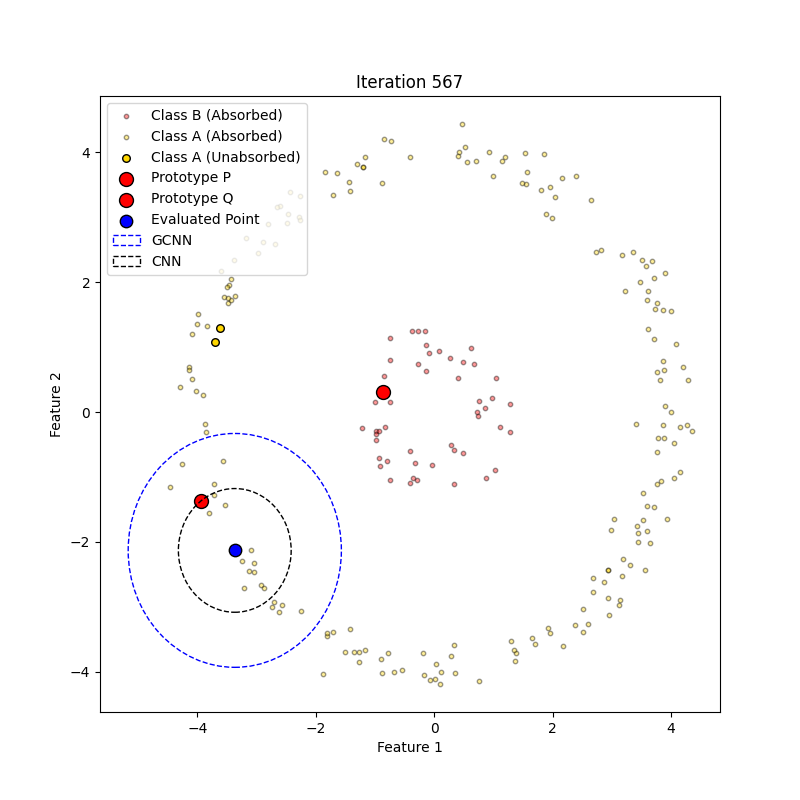 Iteration 567
Class B (Absorbed)
Class A (Absorbed)
Class A (Unabsorbed)
Prototype P
Prototype Q
Evaluated Point
GCNN
CNN
Feature 2
4
2
0
−2
−4
−4
−2
0
2
4
Feature 1